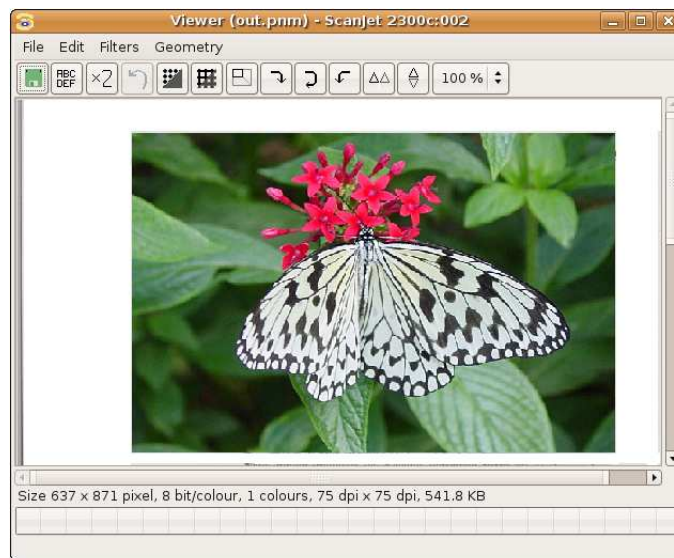 Viewer (out.pnm) - ScanJet 2300c:002
File Edit Filters Geometry
ABC
DEF
×2
100 %
Size 637 x 871 pixel, 8 bit/colour, 1 colours, 75 dpi x 75 dpi, 541.8 KB